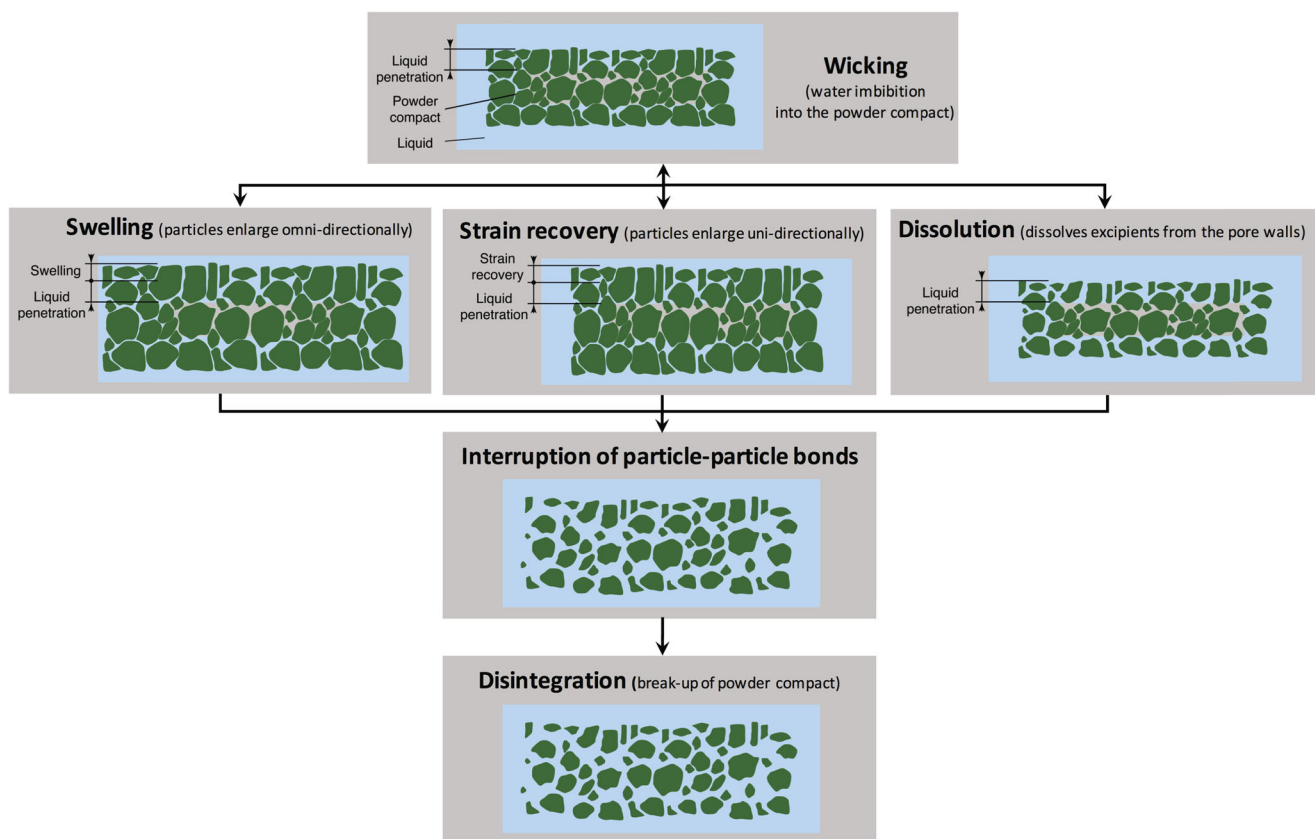 Liquid
penetration
Powder
compact
Liquid
Wicking
(water imbibition
into the powder compact)
Swelling (particles enlarge omni-directionally)
Swelling
Liquid
penetration
Strain recovery (particles enlarge uni-directionally)
Strain
recovery
Liquid
penetration
Dissolution (dissolves excipients from the pore walls)
Liquid
penetration
Interruption of particle-particle bonds
Disintegration (break-up of powder compact)